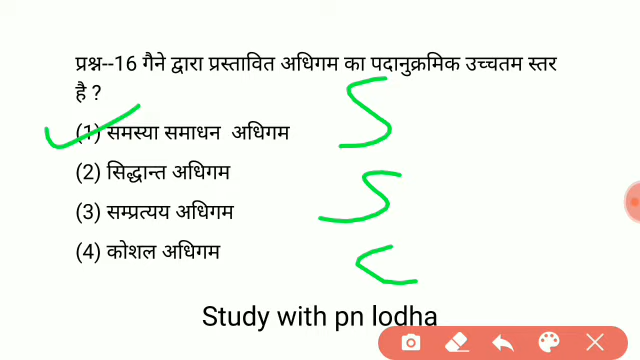 प्रश्न--16 गैने द्वारा प्रस्तावित अधिगम का पदानुक्रमिक उच्चतम स्तर
है ?
(1) समस्या समाधन अधिगम
(2) सिद्धान्त अधिगम
(3) सम्प्रत्यय अधिगम
(4) कोशल अधिगम
Study with pn lodha